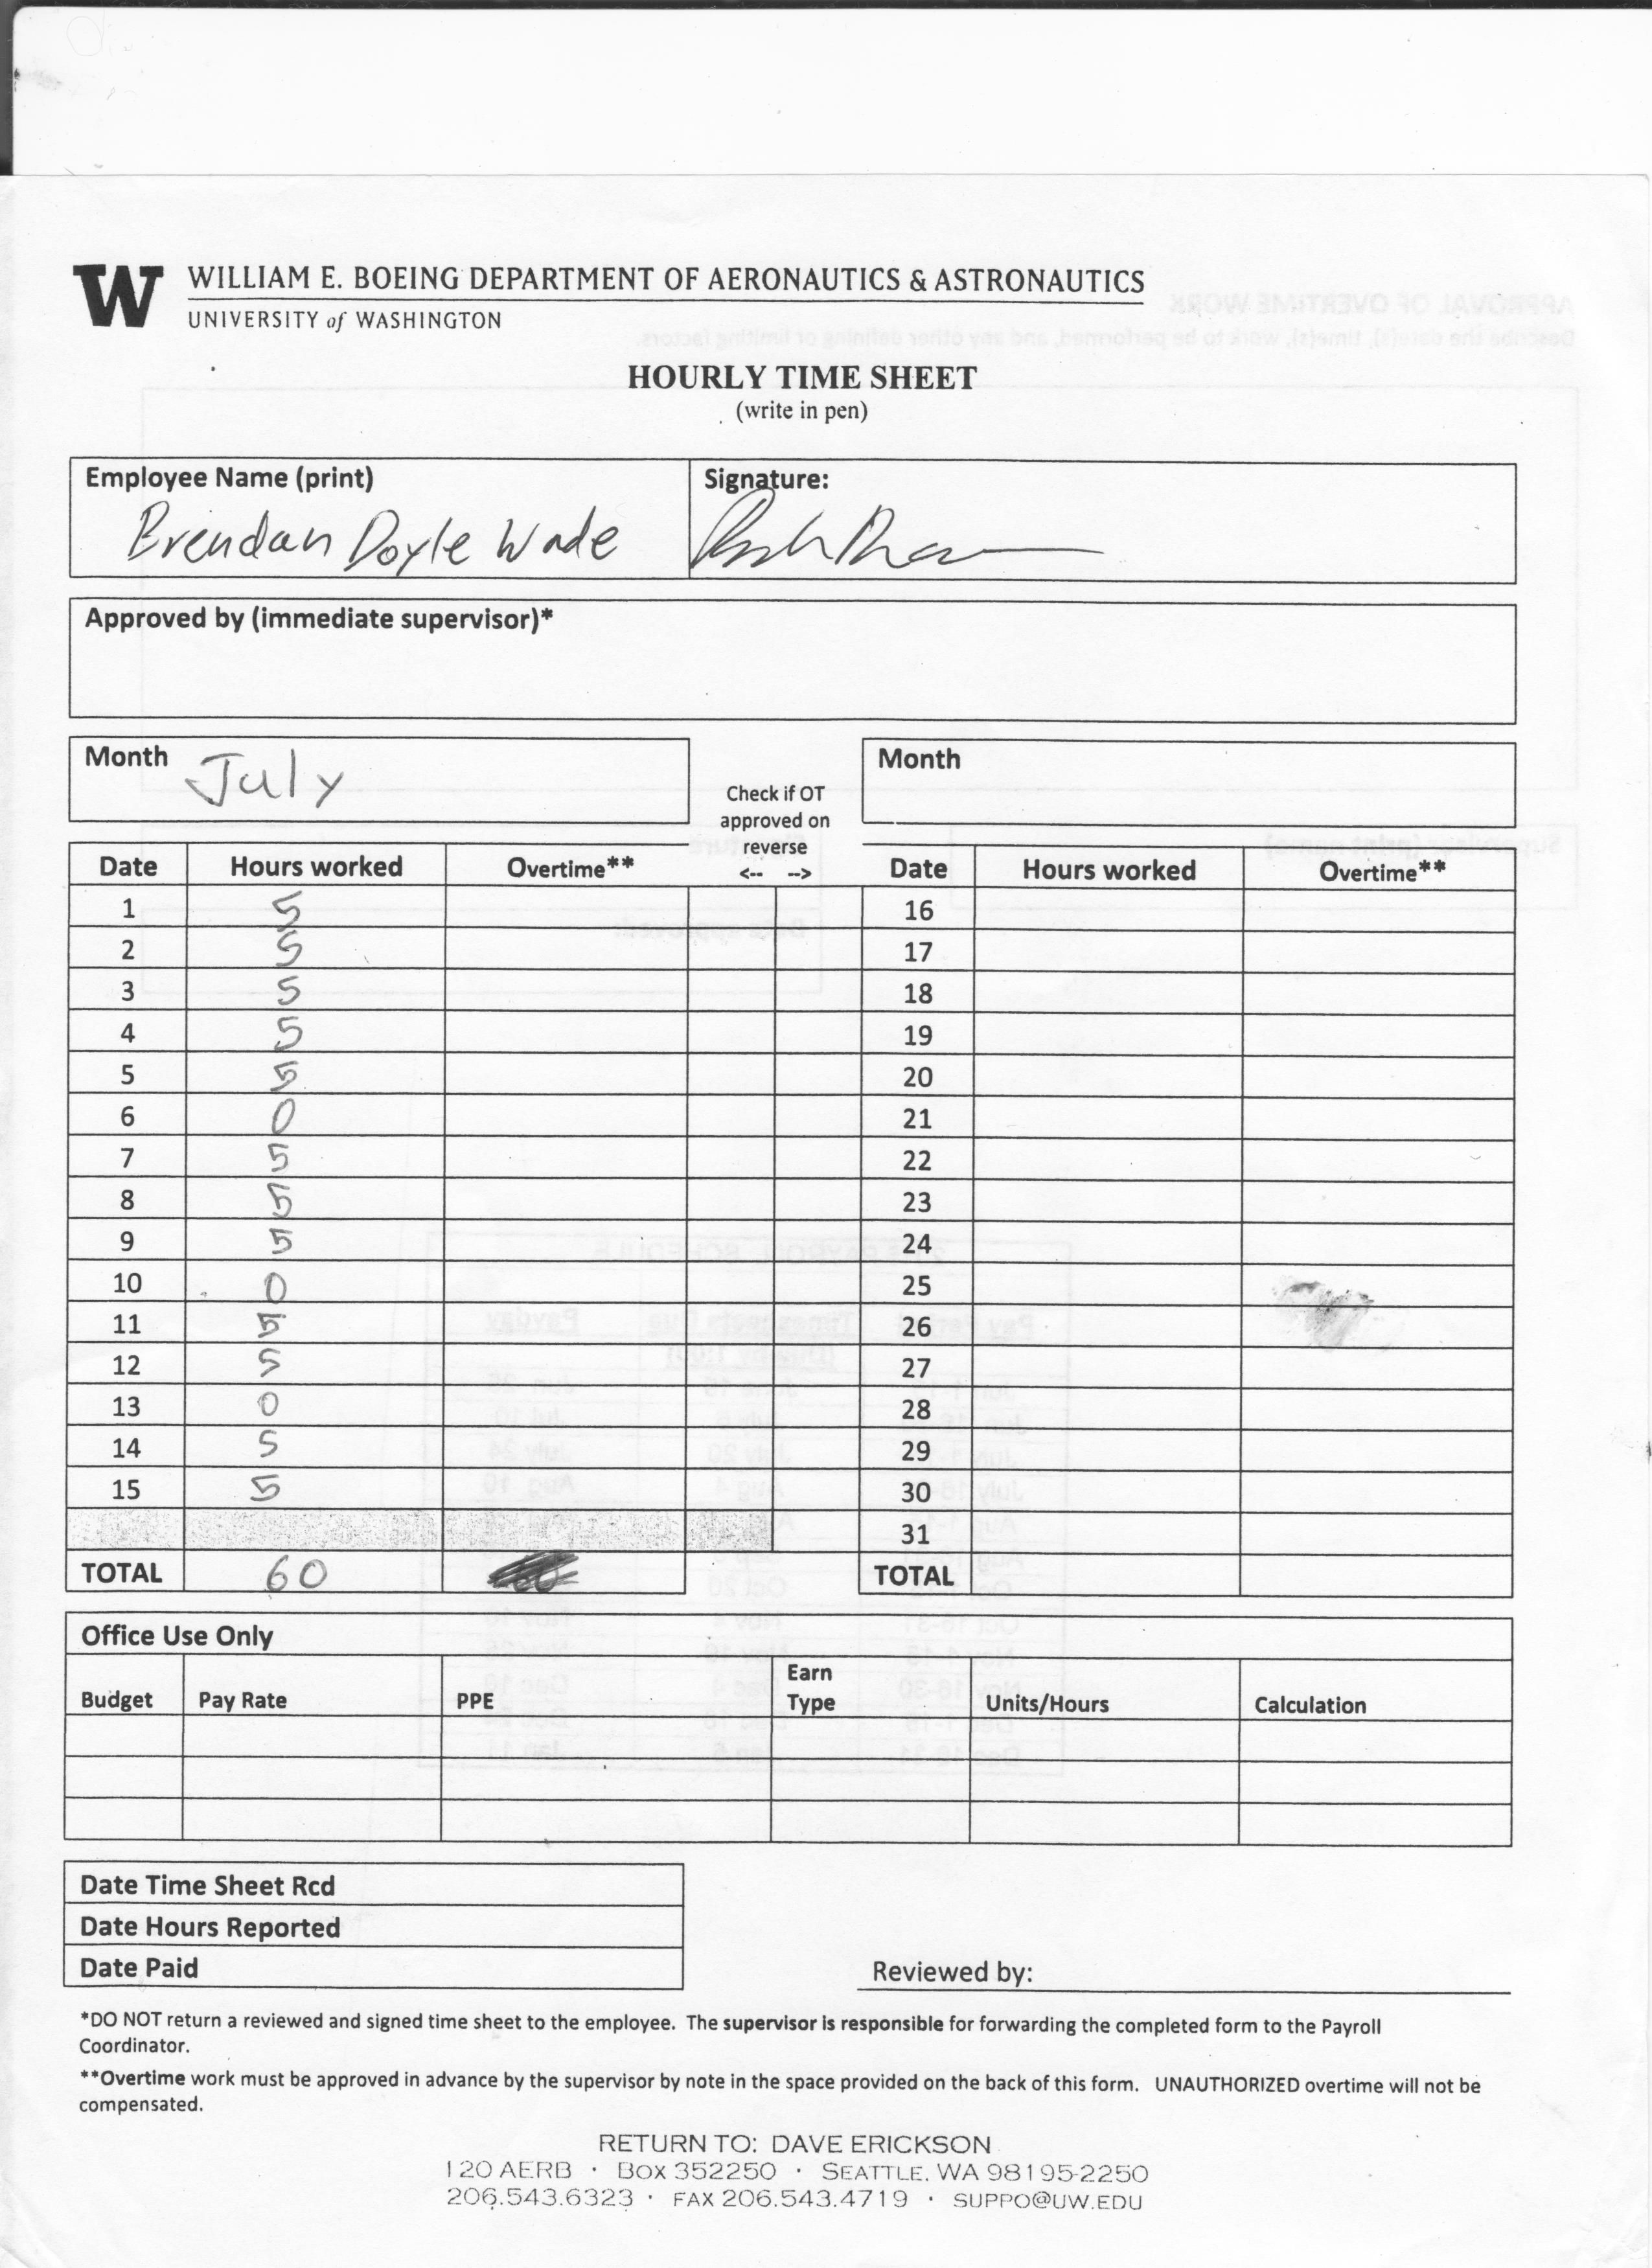 W WILLIAM E. BOEING DEPARTMENT OF AERONAUTICS & ASTRONAUTICS
UNIVERSITY of WASHINGTON
HOURLY TIME SHEET
(write in pen)
Employee Name (print) Signature:
Brendan Doyle Wade
Approved by (immediate supervisor)*
Month July Month
Check if OT
approved on
reverse
Date Hours worked Overtime** <-- --> Date Hours worked Overtime**
1 5 16
2 5 17
3 5 18
4 5 19
5 5 20
6 0 21
7 5 22
8 5 23
9 5 24
10 0 25
11 5 26
12 5 27
13 0 28
14 5 29
15 5 30
31
TOTAL 60 TOTAL
Office Use Only
Budget Pay Rate PPE Earn Type Units/Hours Calculation
Date Time Sheet Rcd
Date Hours Reported
Date Paid Reviewed by:
*DO NOT return a reviewed and signed time sheet to the employee. The supervisor is responsible for forwarding the completed form to the Payroll
Coordinator.
**Overtime work must be approved in advance by the supervisor by note in the space provided on the back of this form. UNAUTHORIZED overtime will not be
compensated.
RETURN TO: DAVE ERICKSON
120 AERB · BOX 352250 · SEATTLE, WA 98195-2250
206.543.6323 · FAX 206.543.4719 · SUPPO@UW.EDU